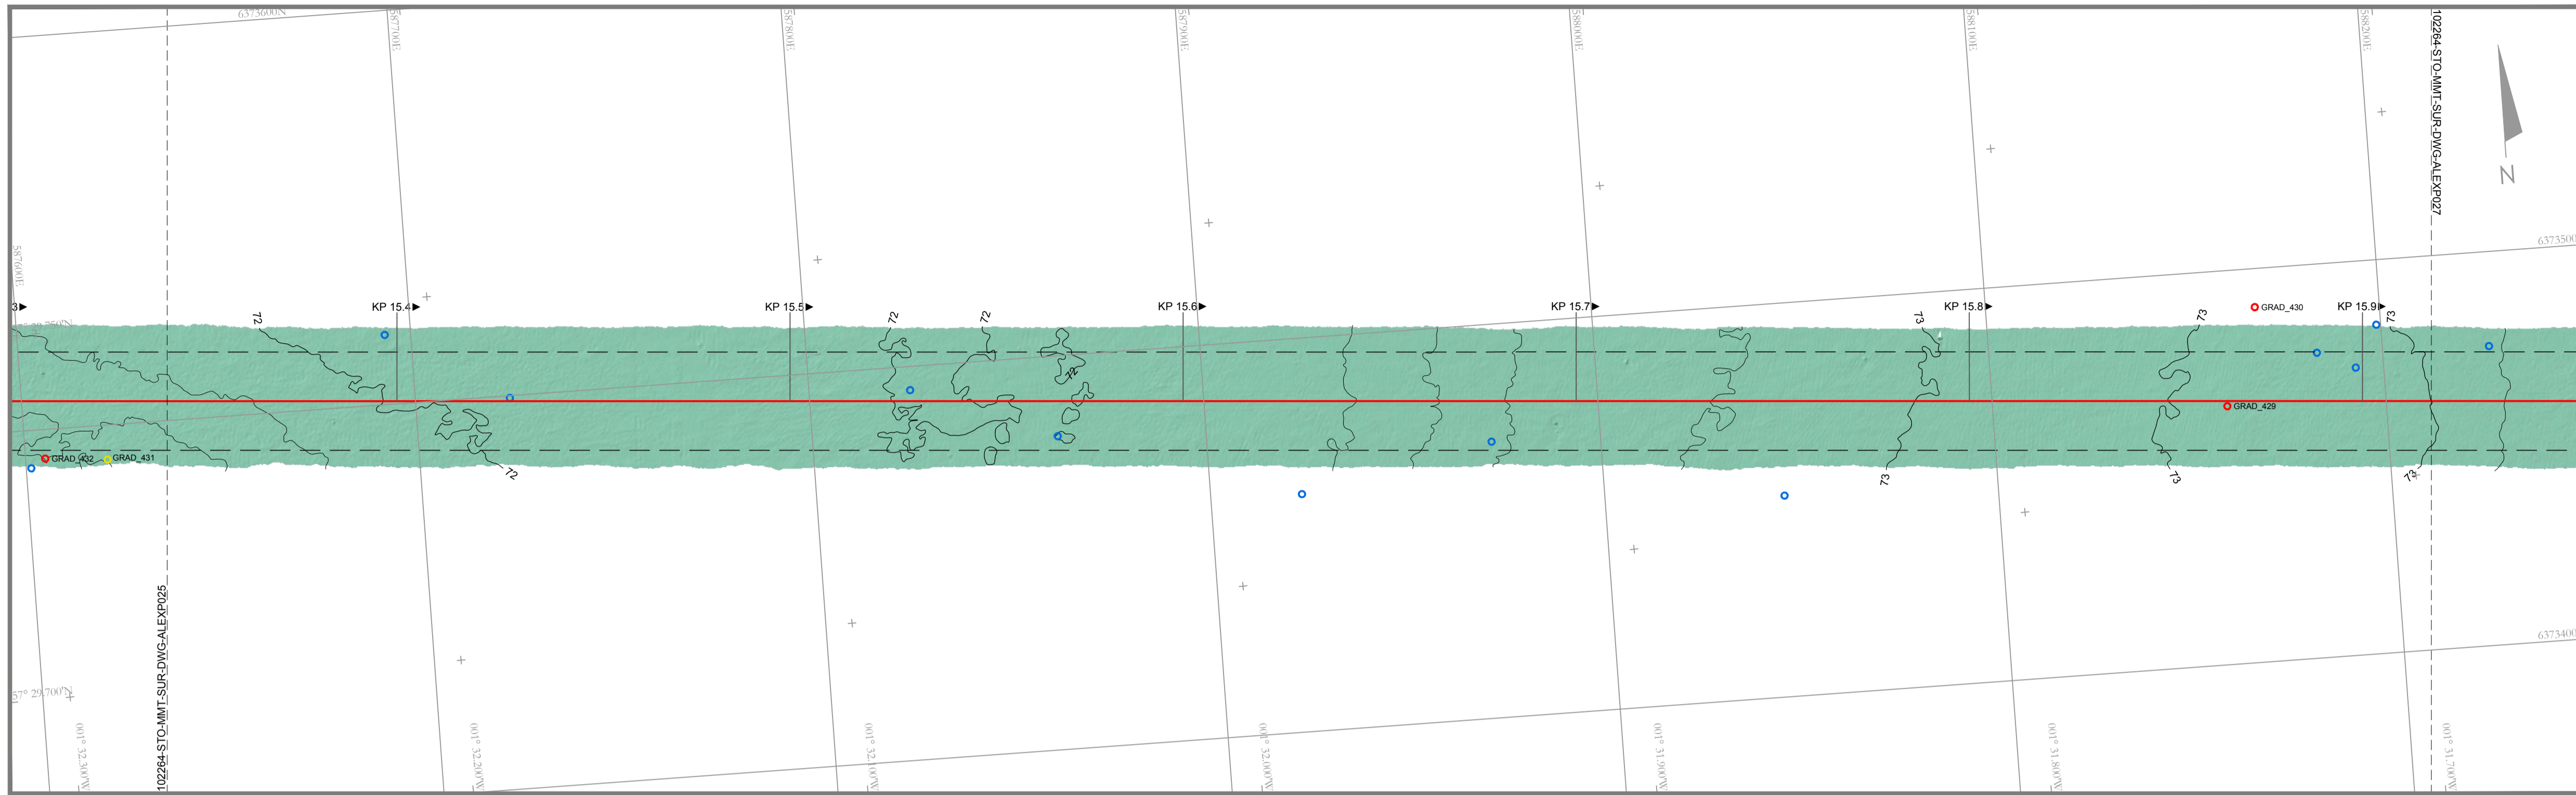 6373600N
587700E
587800E
587900E
588000E
588100E
588200E
102264-STO-MMT-SUR-DWG-ALEXP027
N
587600E
6373500
3
KP 15.4
KP 15.5
KP 15.6
KP 15.7
KP 15.8
KP 15.9
GRAD_430
.750'N
72
72
72
72
73
73
73
GRAD_429
GRAD_432
GRAD_431
72
73
73
73
6373400
57° 29.700'N
102264-STO-MMT-SUR-DWG-ALEXP025
001° 32.300'W
001° 32.200'W
001° 32.100'W
001° 32.000'W
001° 31.900'W
001° 31.800'W
001° 31.700'W